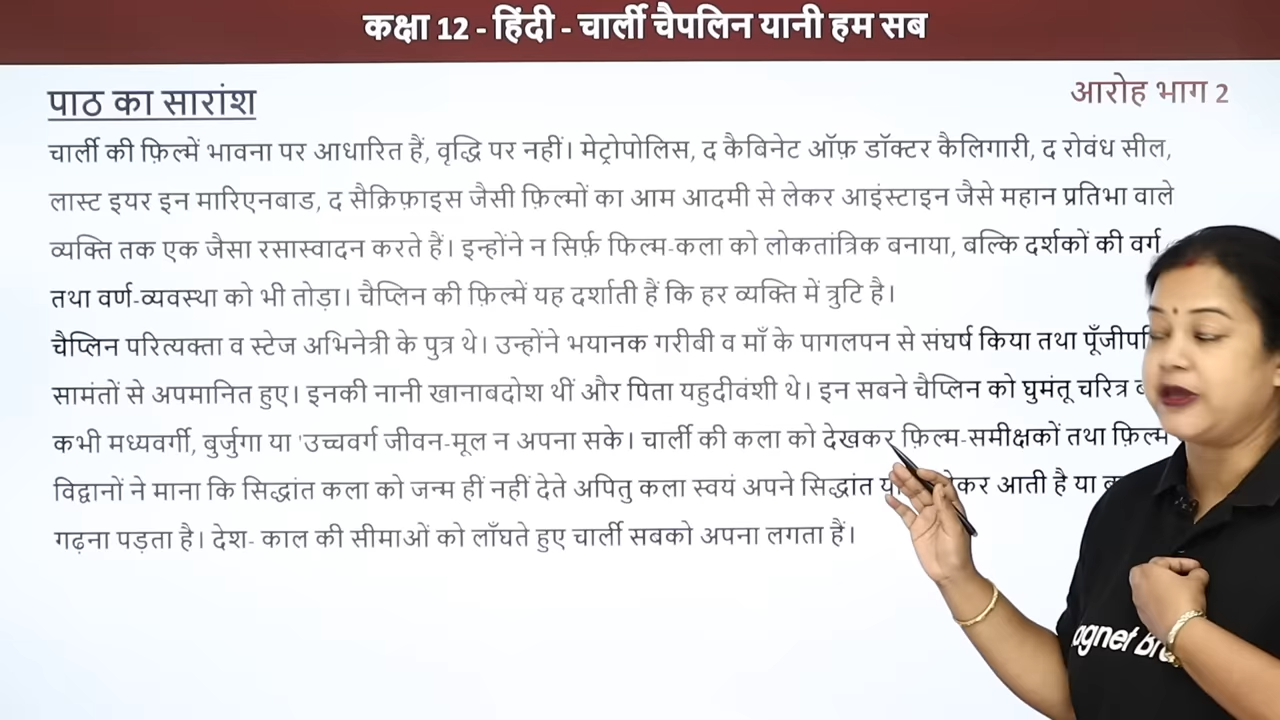 कक्षा 12 - हिंदी - चार्ली चैपलिन यानी हम सब
पाठ का सारांश
आरोह भाग 2
चार्ली की फ़िल्में भावना पर आधारित हैं, वृद्धि पर नहीं। मेट्रोपोलिस, द कैबिनेट ऑफ़ डॉक्टर कैलिगारी, द रोवंध सील,
लास्ट इयर इन मारिएनबाड, द सैक्रिफ़ाइस जैसी फ़िल्मों का आम आदमी से लेकर आइंस्टाइन जैसे महान प्रतिभा वाले
व्यक्ति तक एक जैसा रसास्वादन करते हैं। इन्होंने न सिर्फ़ फिल्म-कला को लोकतांत्रिक बनाया, बल्कि दर्शकों की वर्ग
तथा वर्ण-व्यवस्था को भी तोड़ा। चैप्लिन की फ़िल्में यह दर्शाती हैं कि हर व्यक्ति में त्रुटि है।
चैप्लिन परित्यक्ता व स्टेज अभिनेत्री के पुत्र थे। उन्होंने भयानक गरीबी व माँ के पागलपन से संघर्ष किया तथा
सामंतों से अपमानित हुए। इनकी नानी खानाबदोश थीं और पिता यहुदीवंशी थे। इन सबने चैप्लिन को घुमंतू चरित्र
कभी मध्यवर्गी, बुर्जुगा या 'उच्चवर्ग जीवन-मूल न अपना सके। चार्ली की कला को देखकर फ़िल्म-समीक्षकों तथा फ़िल्म
विद्वानों ने माना कि सिद्धांत कला को जन्म हीं नहीं देते अपितु कला स्वयं अपने सिद्धांत आती है या
गढ़ना पड़ता है। देश- काल की सीमाओं को लाँघते हुए चार्ली सबको अपना लगता हैं।